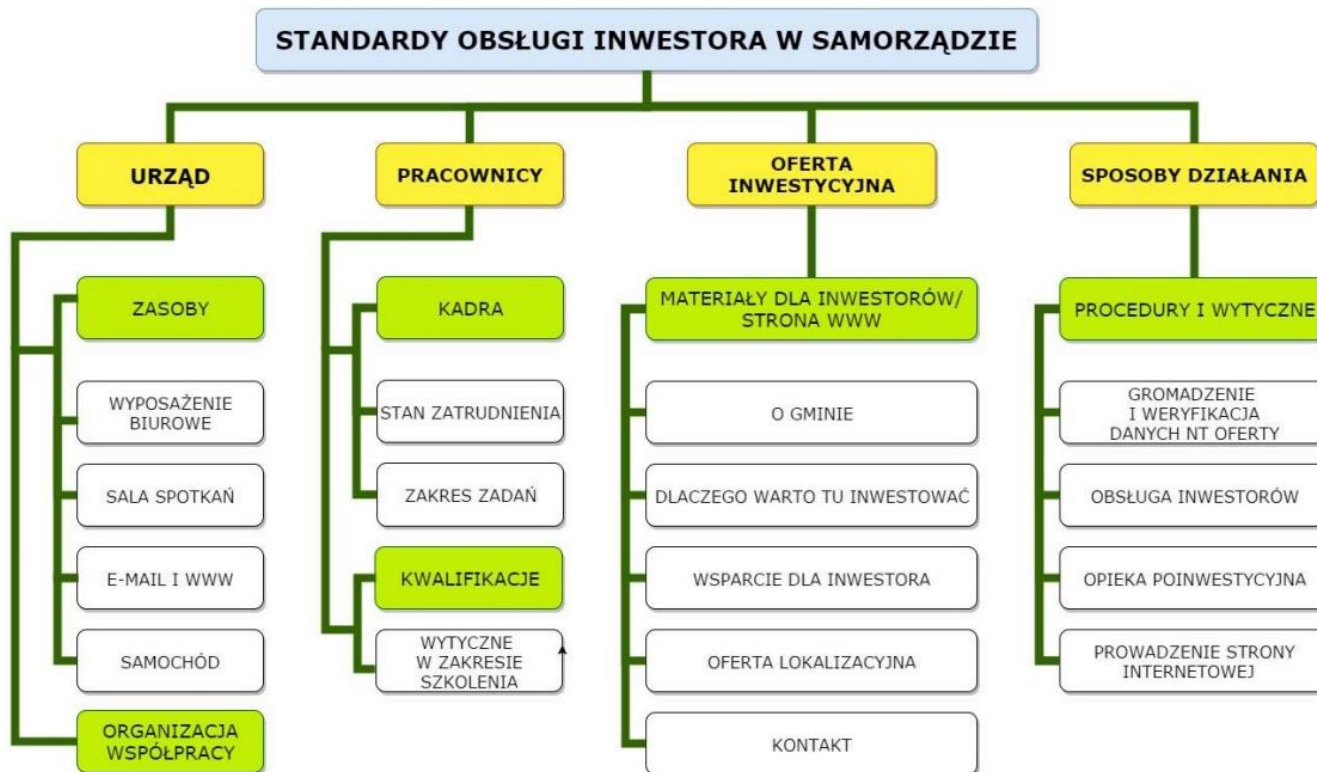 STANDARDY OBSŁUGI INWESTORA W SAMORZĄDZIE
URZĄD
ZASOBY
WYPOSAŻENIE
BIUROWE
SALA SPOTKAŃ
E-MAIL I WWW
SAMOCHÓD
ORGANIZACJA
WSPÓŁPRACY
PRACOWNICY
KADRA
STAN ZATRUDNIENIA
ZAKRES ZADAŃ
KWALIFIKACJE
WYTYCZNE
W ZAKRESIE
SZKOLENIA
OFERTA
INWESTYCYJNA
MATERIAŁY DLA INWESTORÓW/
STRONA WWW
O GMINIE
DLACZEGO WARTO TU INWESTOWAĆ
WSPARCIE DLA INWESTORA
OFERTA LOKALIZACYJNA
KONTAKT
SPOSOBY DZIAŁANIA
PROCEDURY I WYTYCZNE
GROMADZENIE
I WERYFIKACJA
DANYCH NT OFERTY
OBSŁUGA INWESTORÓW
OPIEKA POINWESTYCYJNA
PROWADZENIE STRONY
INTERNETOWEJ